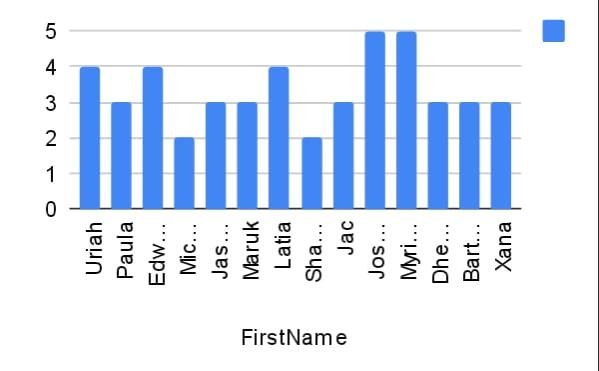 5
4
3
2
1
0
Uriah
Paula
Edw...
Mic...
Jas...
Maruk
Latia
Sha...
Jac
Jos...
Myri...
Dhe...
Bart...
Xana
FirstName